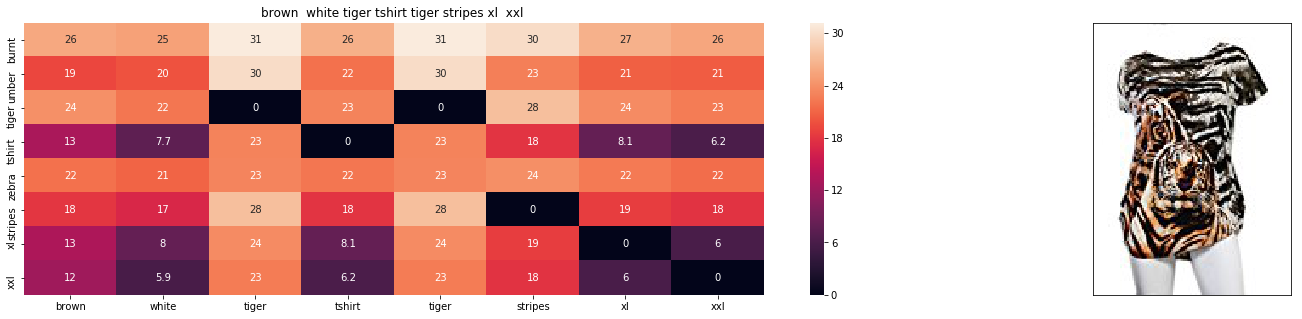 brown  white tiger tshirt tiger stripes xl  xxl
burnt 26 25 31 26 31 30 27 26
umber 19 20 30 22 30 23 21 21
tiger 24 22 0 23 0 28 24 23
tshirt 13 7.7 23 0 23 18 8.1 6.2
zebra 22 21 23 22 23 24 22 22
stripes 18 17 28 18 28 0 19 18
xl 13 8 24 8.1 24 19 0 6
xxl 12 5.9 23 6.2 23 18 6 0
brown white tiger tshirt tiger stripes xl xxl
30
24
18
12
6
0